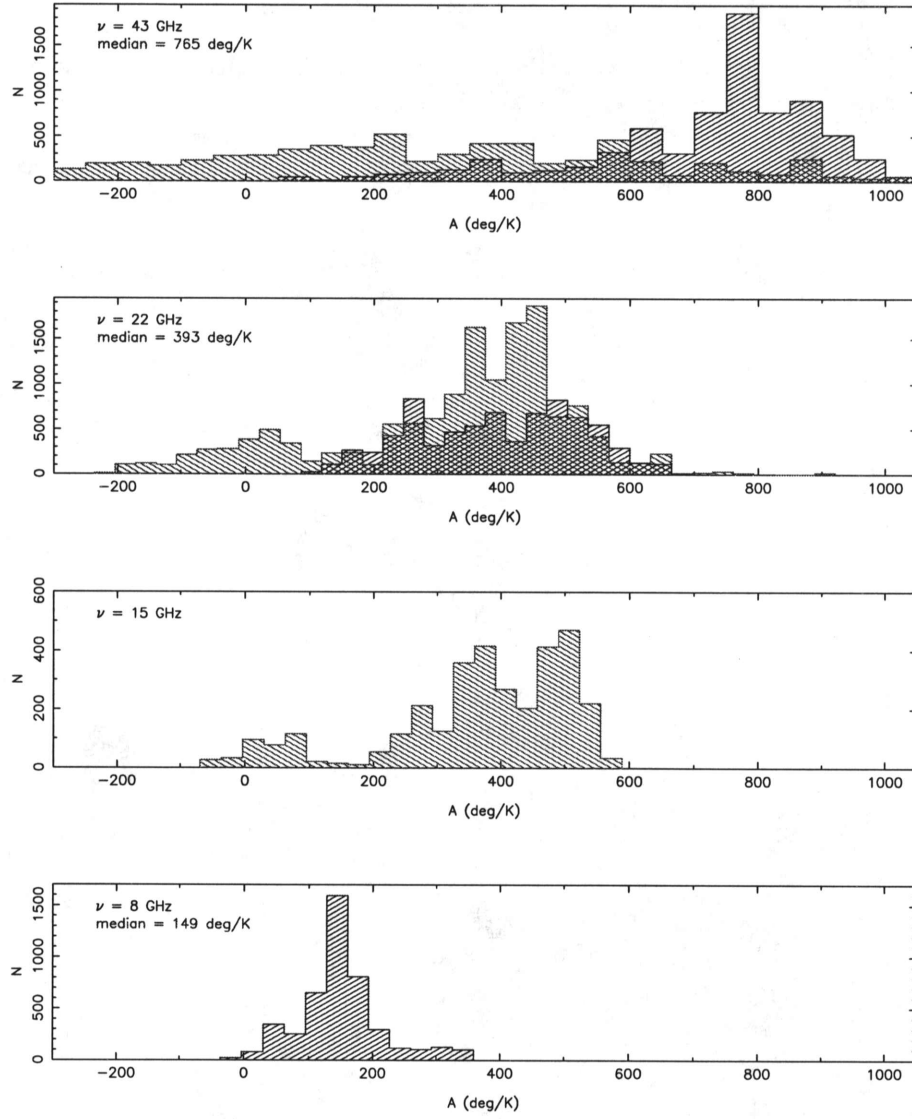 ν = 43 GHz
median = 765 deg/K
N
0 500 1000 1500
−200 0 200 400 600 800 1000
A (deg/K)
ν = 22 GHz
median = 393 deg/K
N
0 500 1000 1500
−200 0 200 400 600 800 1000
A (deg/K)
ν = 15 GHz
N
0 200 400 600
−200 0 200 400 600 800 1000
A (deg/K)
ν = 8 GHz
median = 149 deg/K
N
0 500 1000 1500
−200 0 200 400 600 800 1000
A (deg/K)